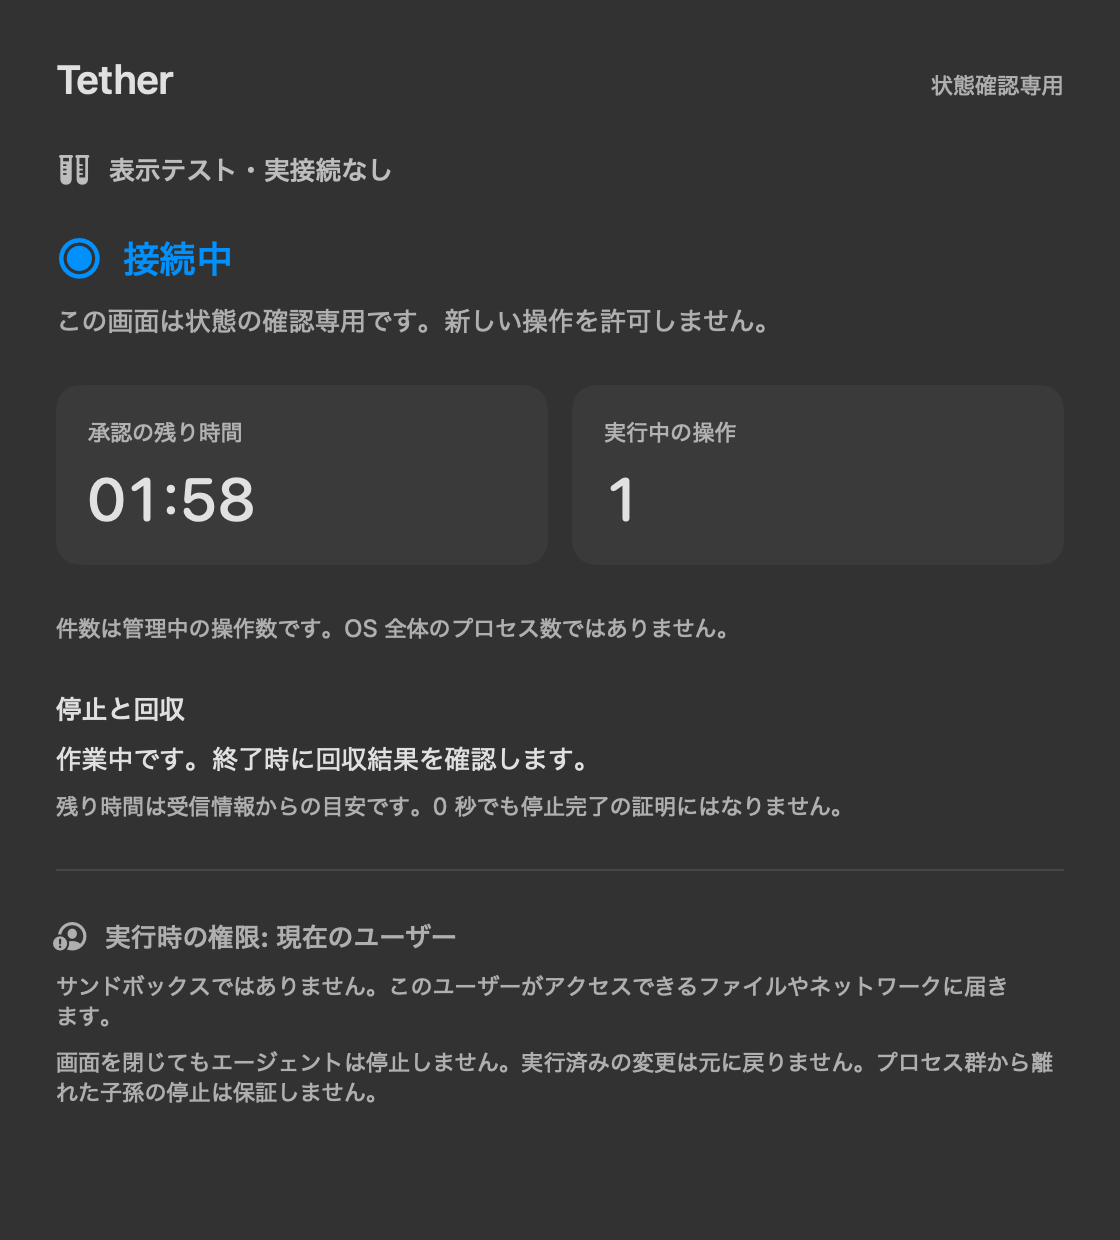 Tether
状態確認専用
表示テスト・実接続なし
接続中
この画面は状態の確認専用です。新しい操作を許可しません。
承認の残り時間
実行中の操作
01:58
1
件数は管理中の操作数です。OS 全体のプロセス数ではありません。
停止と回収
作業中です。終了時に回収結果を確認します。
残り時間は受信情報からの目安です。0 秒でも停止完了の証明にはなりません。
実行時の権限: 現在のユーザー
サンドボックスではありません。このユーザーがアクセスできるファイルやネットワークに届き
ます。
画面を閉じてもエージェントは停止しません。実行済みの変更は元に戻りません。プロセス群から離
れた子孫の停止は保証しません。